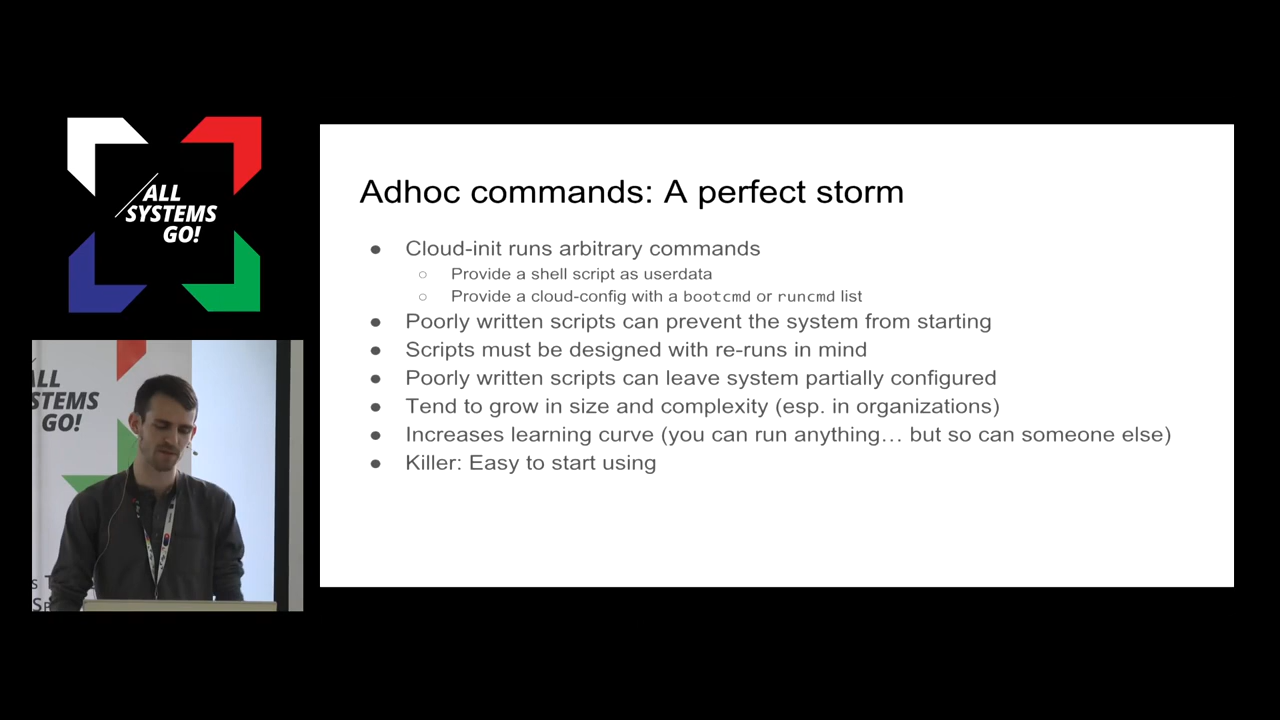 ALL
SYSTEMS
GO!
Adhoc commands: A perfect storm
● Cloud-init runs arbitrary commands
○ Provide a shell script as userdata
○ Provide a cloud-config with a bootcmd or runcmd list
● Poorly written scripts can prevent the system from starting
● Scripts must be designed with re-runs in mind
● Poorly written scripts can leave system partially configured
● Tend to grow in size and complexity (esp. in organizations)
● Increases learning curve (you can run anything… but so can someone else)
● Killer: Easy to start using
ALL
STEMS
GO!